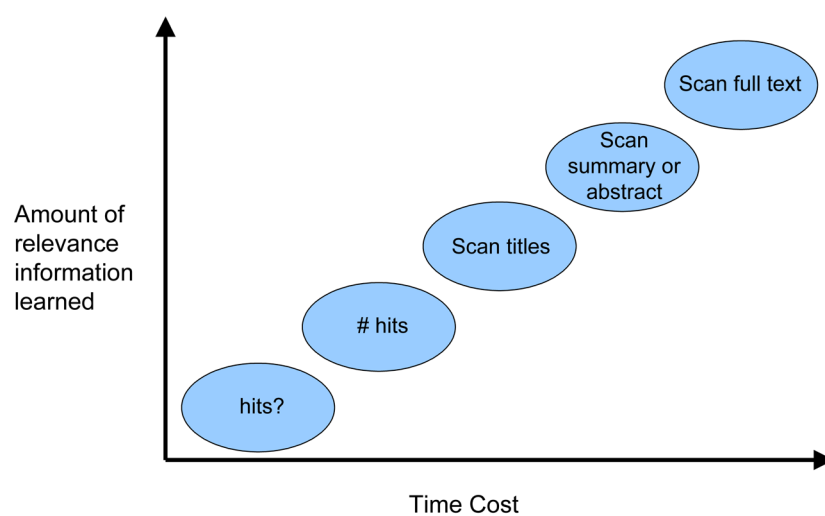 Scan full text
Scan
summary or
abstract
Amount of
relevance
information
learned
Scan titles
# hits
hits?
Time Cost